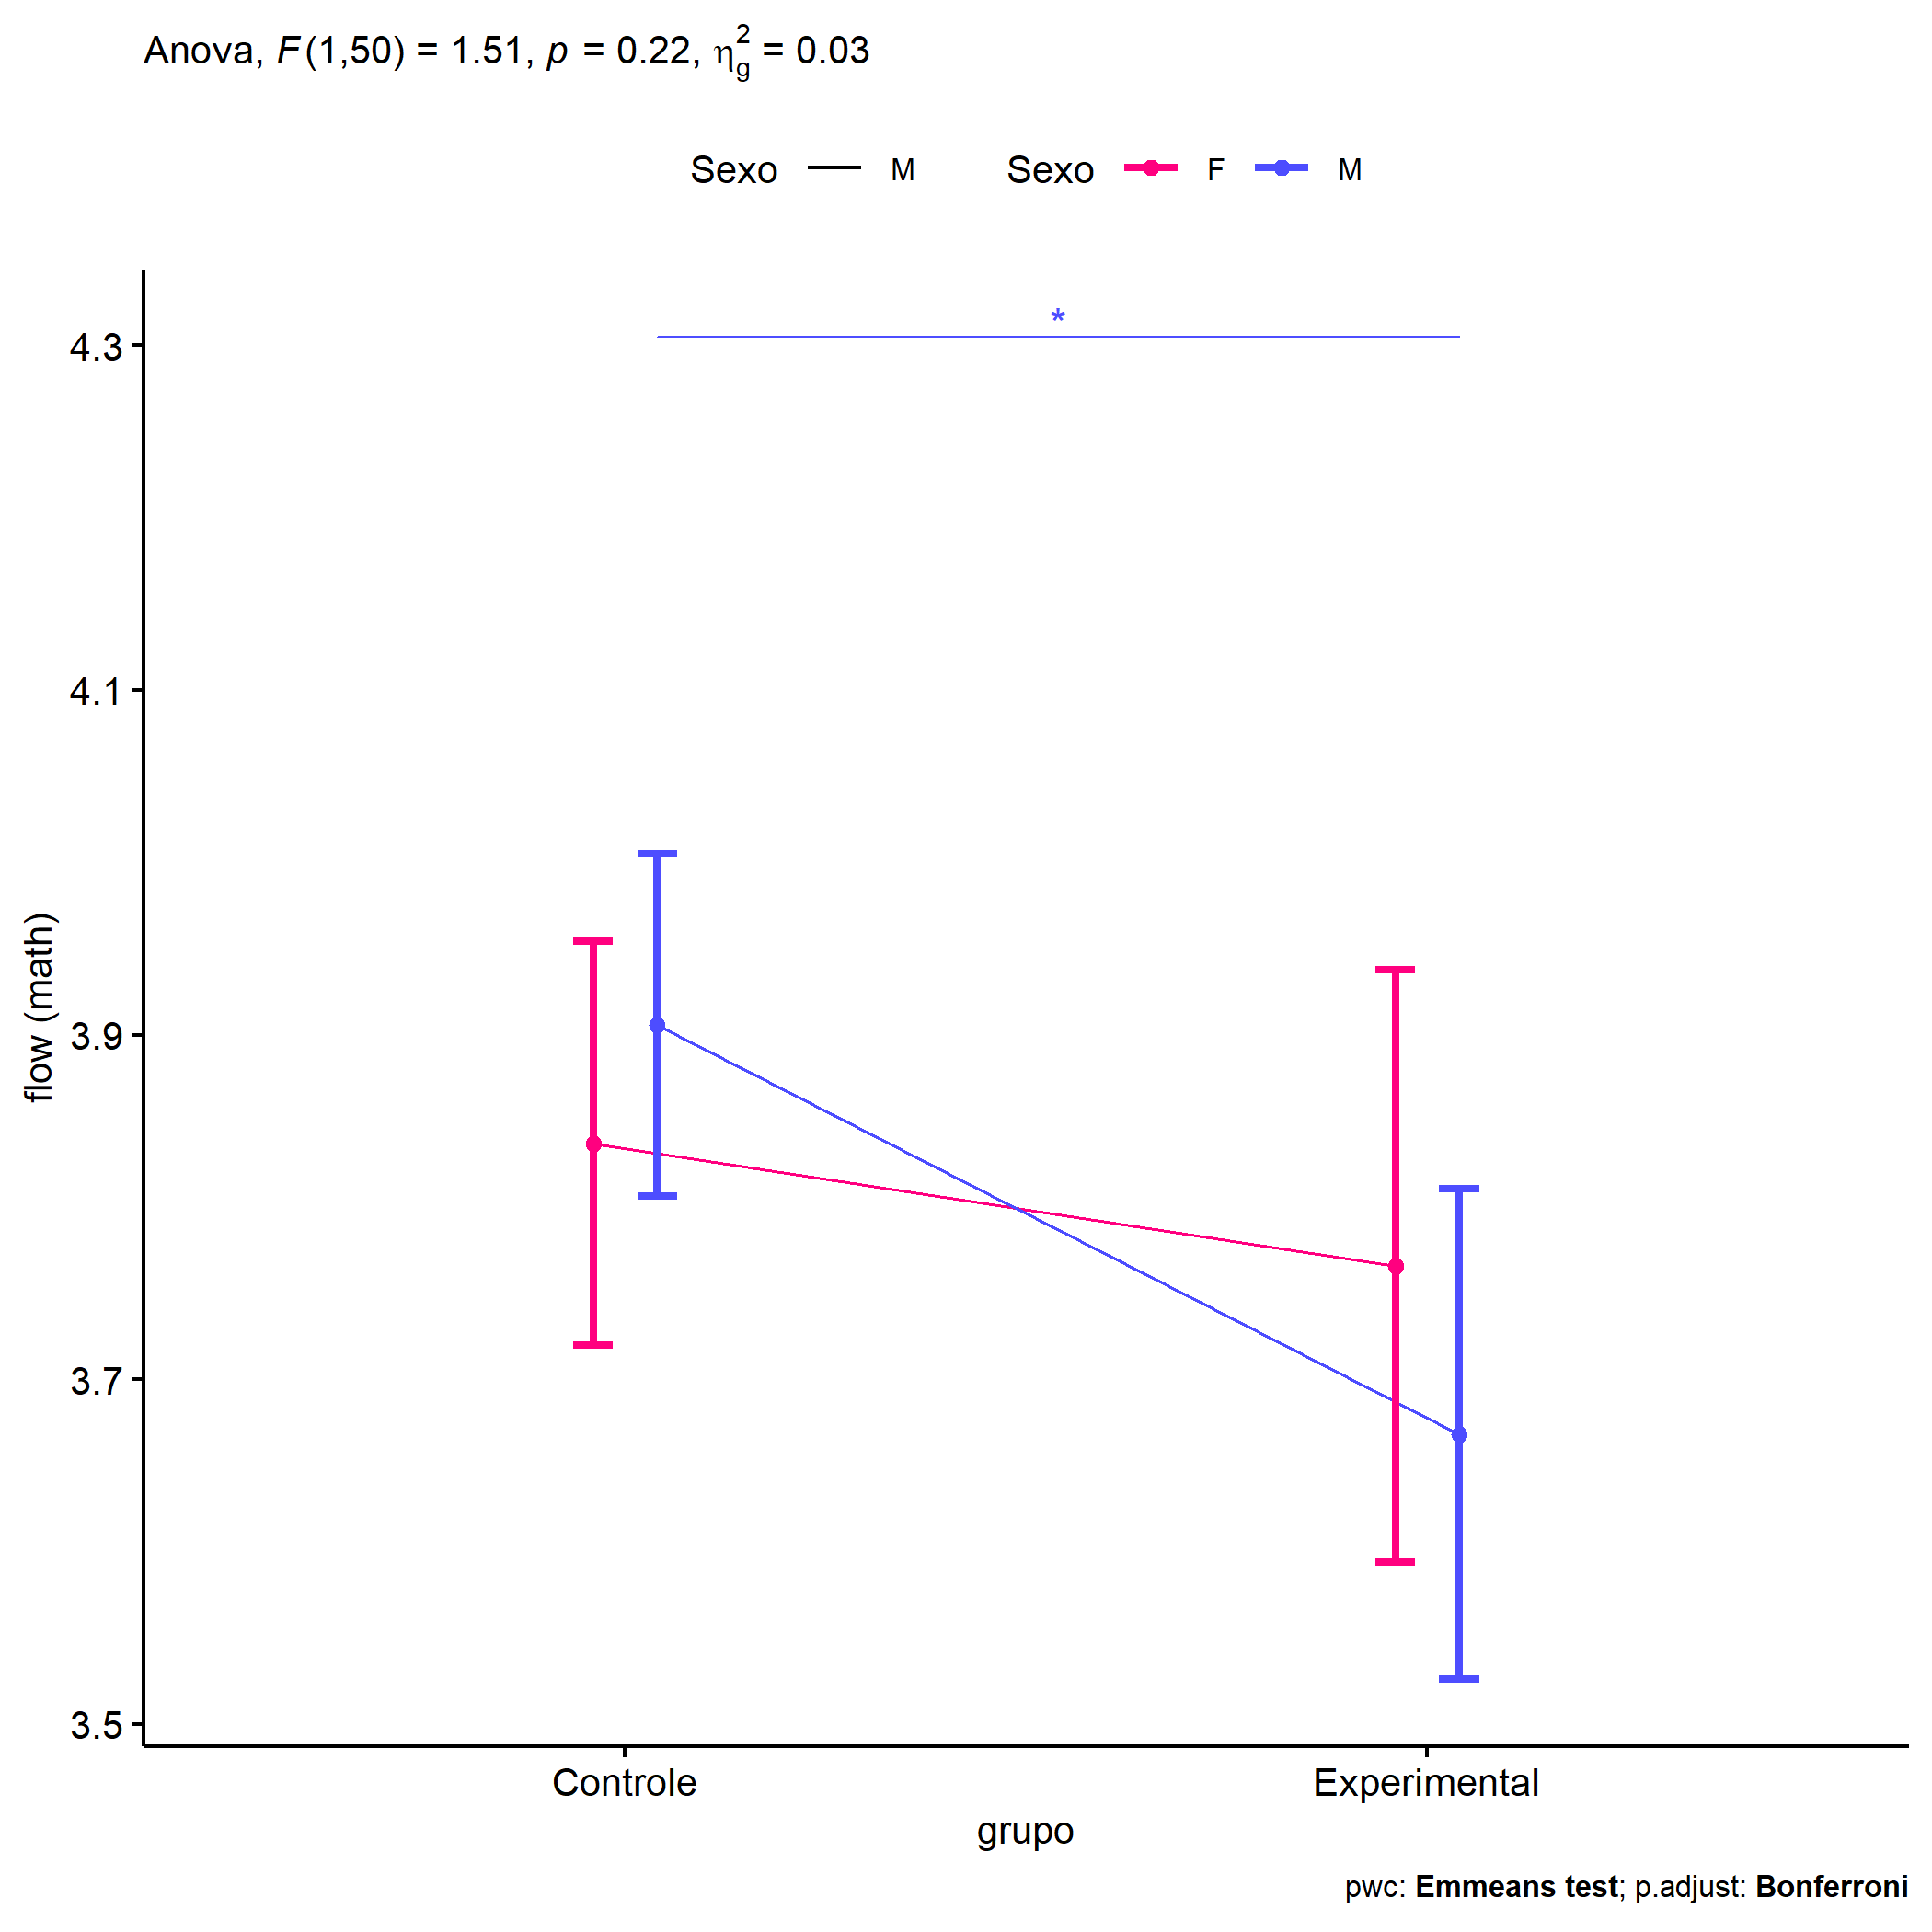 Anova, F(1,50) = 1.51, p = 0.22, η²g = 0.03
Sexo M Sexo F M
*
4.3
4.1
3.9
3.7
3.5
flow (math)
Controle Experimental
grupo
pwc: Emmeans test; p.adjust: Bonferroni